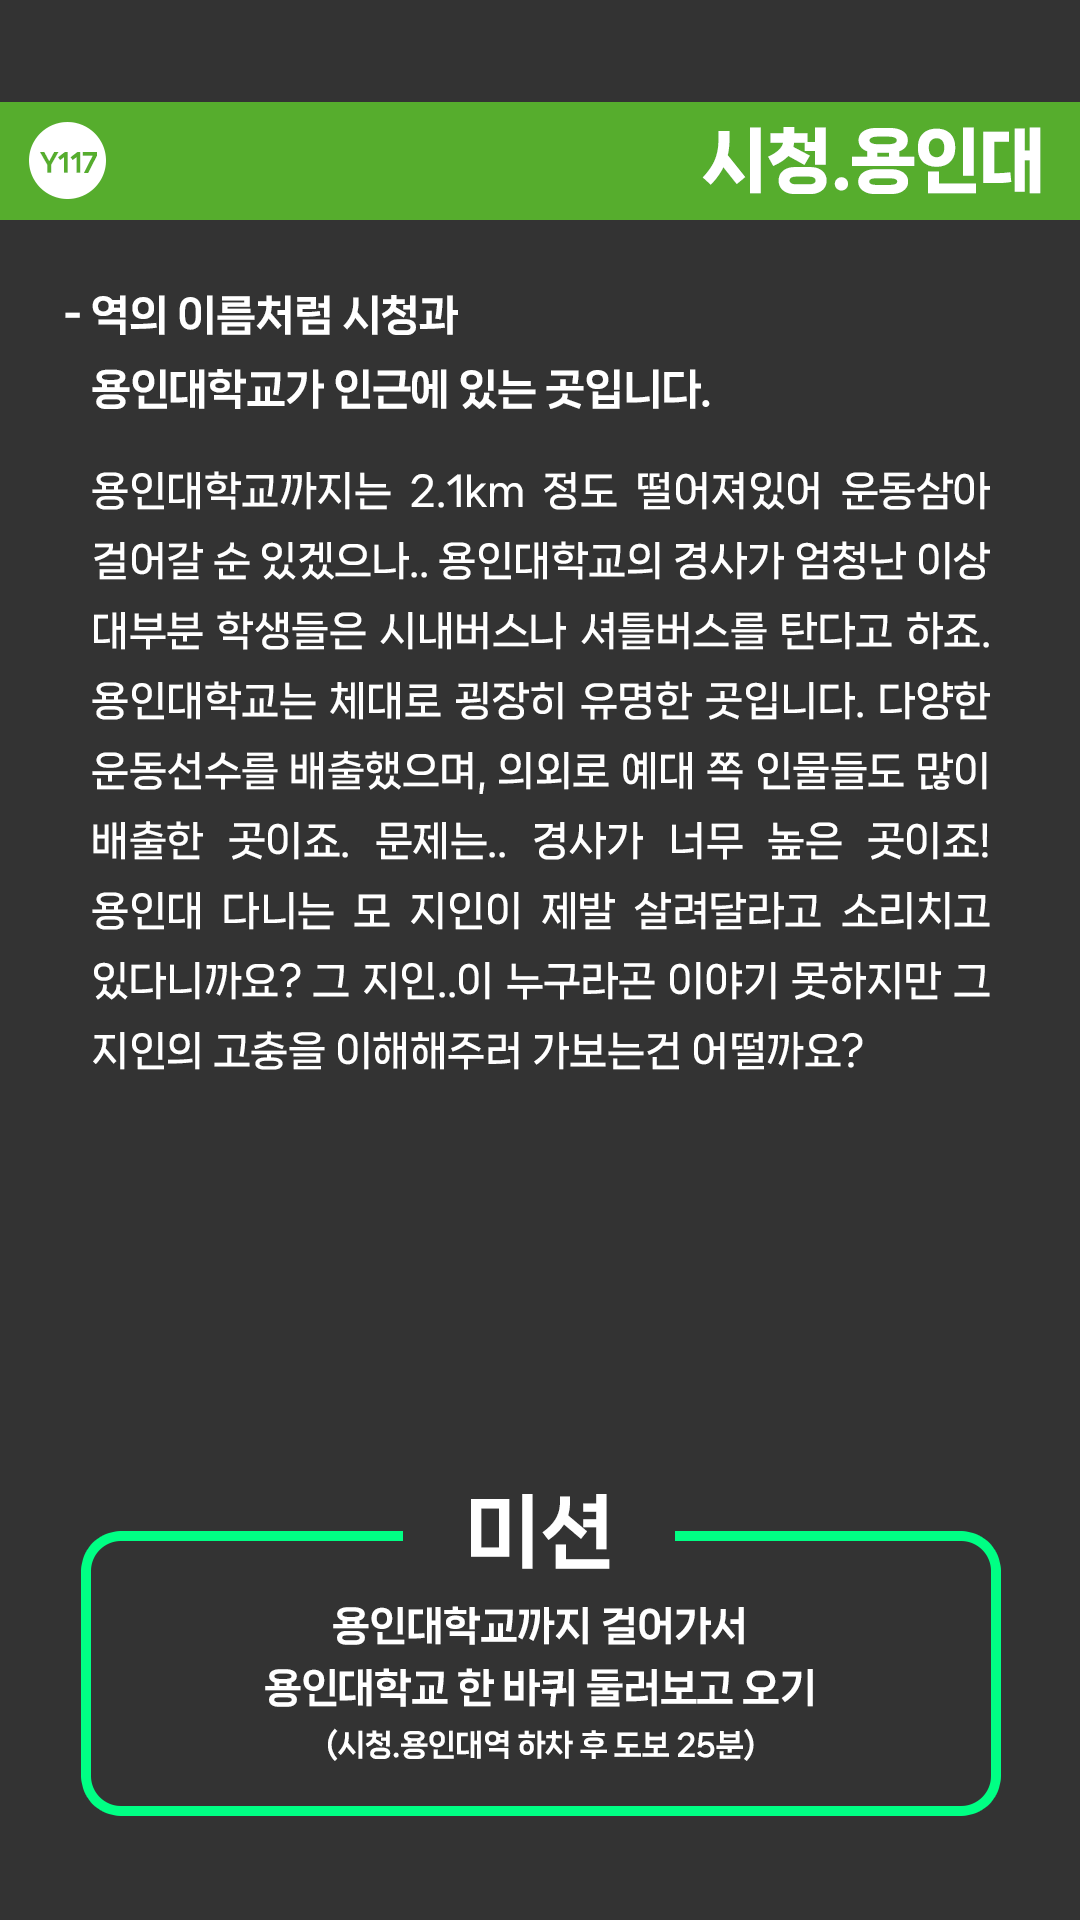 Y117
시청.용인대
- 역의 이름처럼 시청과
용인대학교가 인근에 있는 곳입니다.
용인대학교까지는 2.1km 정도 떨어져있어 운동삼아
걸어갈 순 있겠으나.. 용인대학교의 경사가 엄청난 이상
대부분 학생들은 시내버스나 셔틀버스를 탄다고 하죠.
용인대학교는 체대로 굉장히 유명한 곳입니다. 다양한
운동선수를 배출했으며, 의외로 예대 쪽 인물들도 많이
배출한 곳이죠. 문제는.. 경사가 너무 높은 곳이죠!
용인대 다니는 모 지인이 제발 살려달라고 소리치고
있다니까요? 그 지인..이 누구라곤 이야기 못하지만 그
지인의 고충을 이해해주러 가보는건 어떨까요?
미션
용인대학교까지 걸어가서
용인대학교 한 바퀴 둘러보고 오기
(시청.용인대역 하차 후 도보 25분)